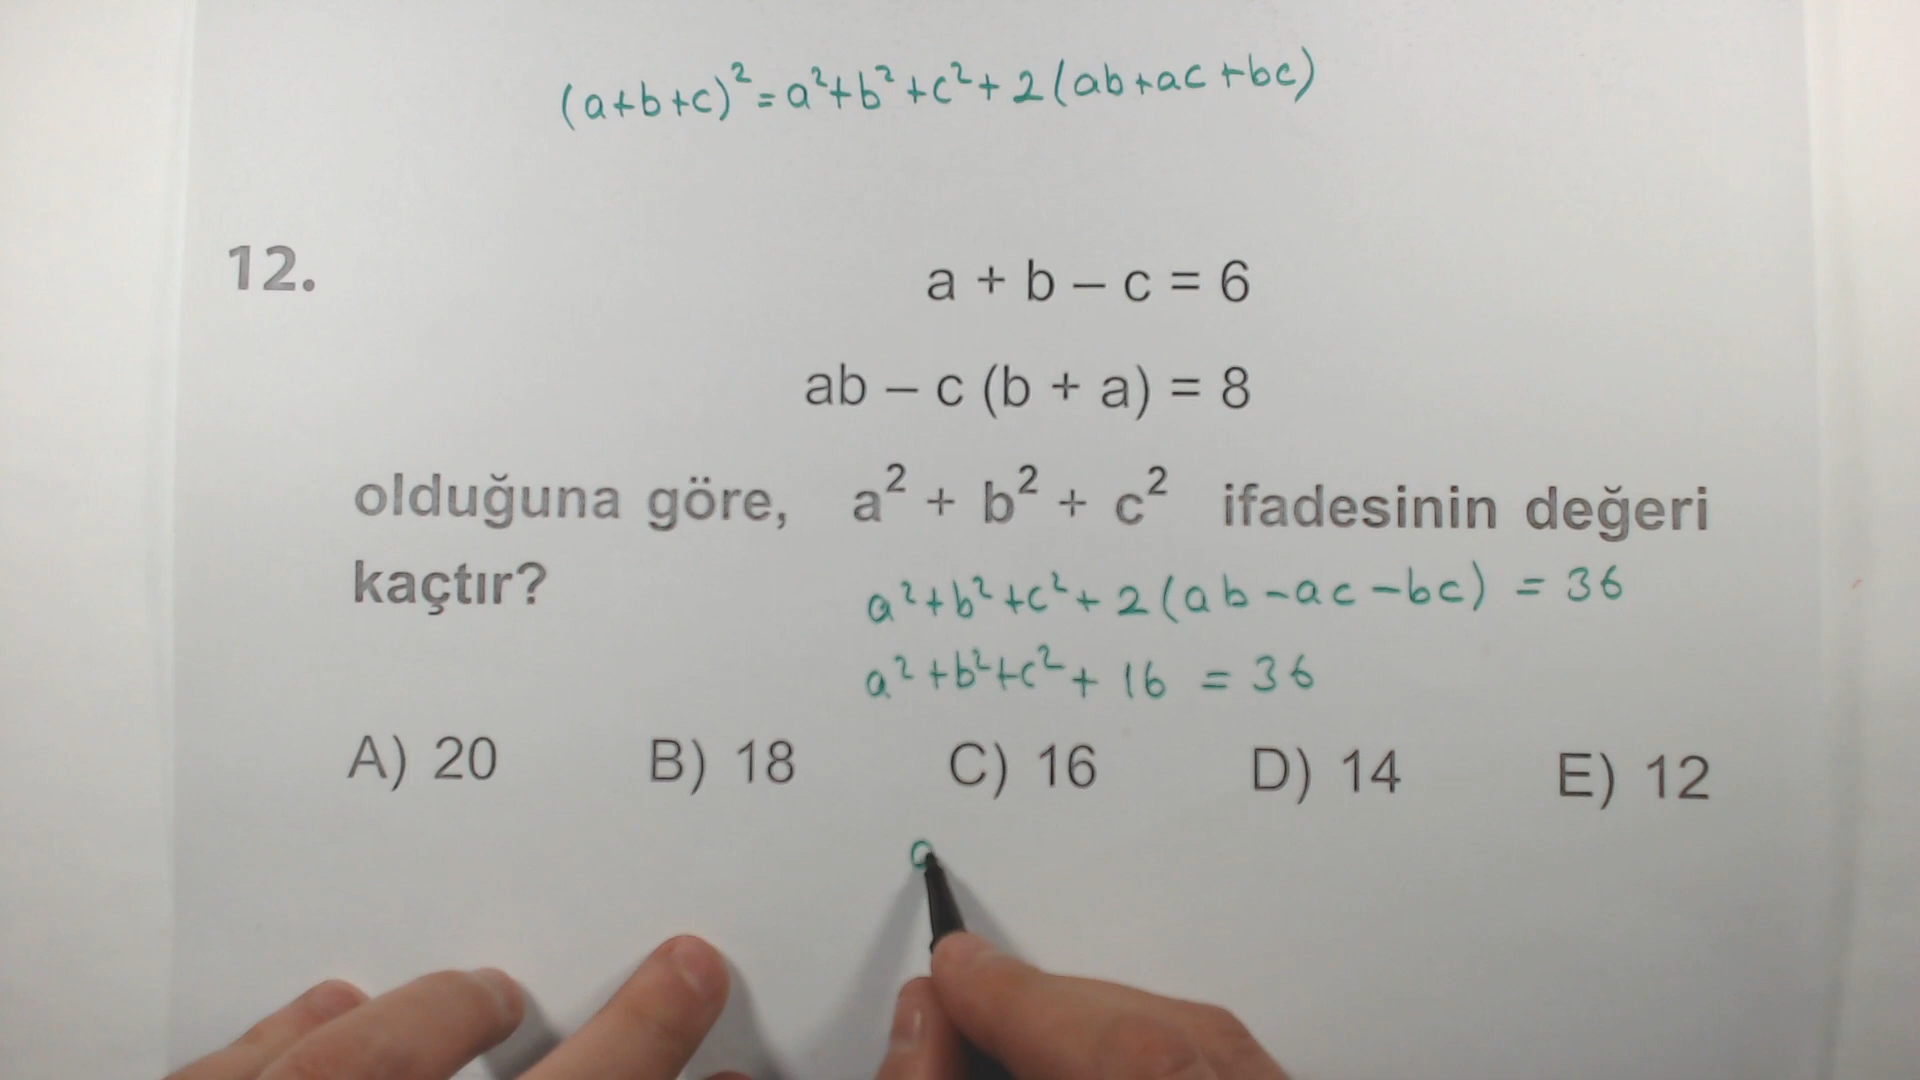 (a+b+c)² = a²+b²+c²+2(ab+ac+bc)
12.
a + b – c = 6
ab – c (b + a) = 8
olduğuna göre, a² + b² + c² ifadesinin değeri
kaçtır?
a²+b²+c²+2(ab-ac-bc) = 36
a²+b²+c²+16 = 36
A) 20 B) 18 C) 16 D) 14 E) 12
a